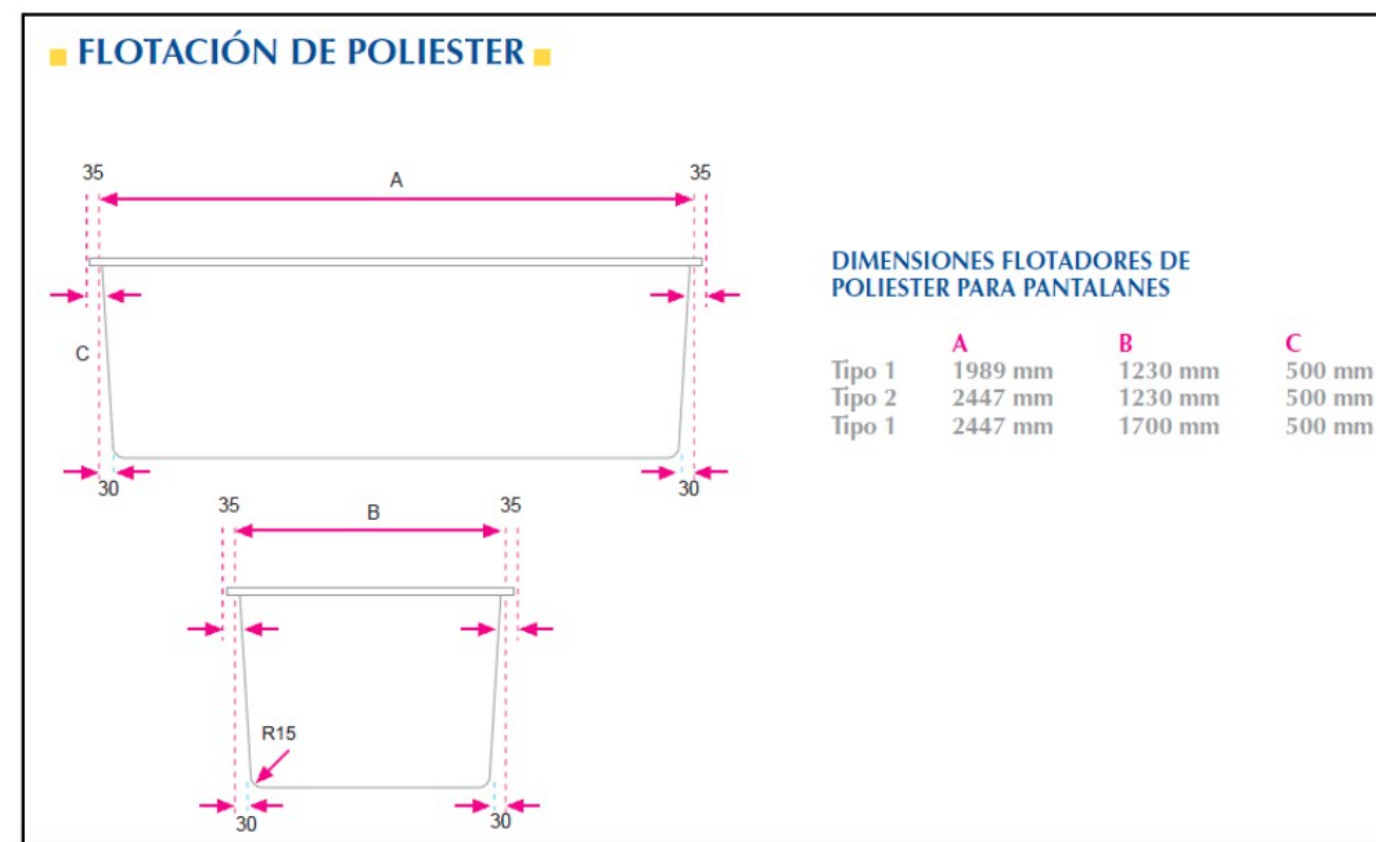 FLOTACIÓN DE POLIESTER
35 A 35
C
30 30
35 B 35
R15
30 30
DIMENSIONES FLOTADORES DE
POLIESTER PARA PANTALANES
A B C
Tipo 1 1989 mm 1230 mm 500 mm
Tipo 2 2447 mm 1230 mm 500 mm
Tipo 1 2447 mm 1700 mm 500 mm